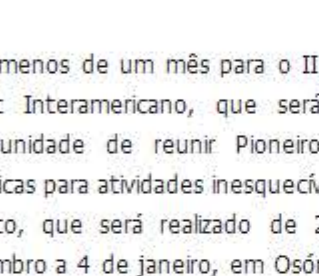 menos de um mês para o II
Interamericano, que será
unidade de reunir Pioneiro
icas para atividades inesquecív
to, que será realizado de 2
mbro a 4 de janeiro, em Osór